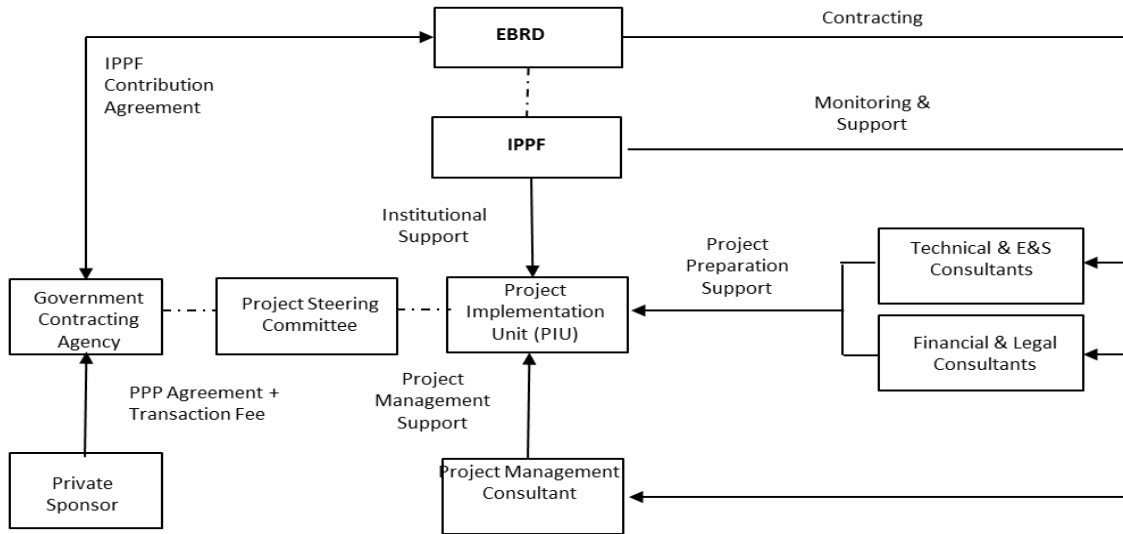 EBRD
Contracting
IPPF
Contribution
Agreement
Monitoring &
Support
IPPF
Institutional
Support
Project
Preparation
Support
Technical & E&S
Consultants
Government
Contracting
Agency
Project Steering
Committee
Project
Implementation
Unit (PIU)
Financial & Legal
Consultants
PPP Agreement +
Transaction Fee
Project
Management
Support
Private
Sponsor
Project Management
Consultant